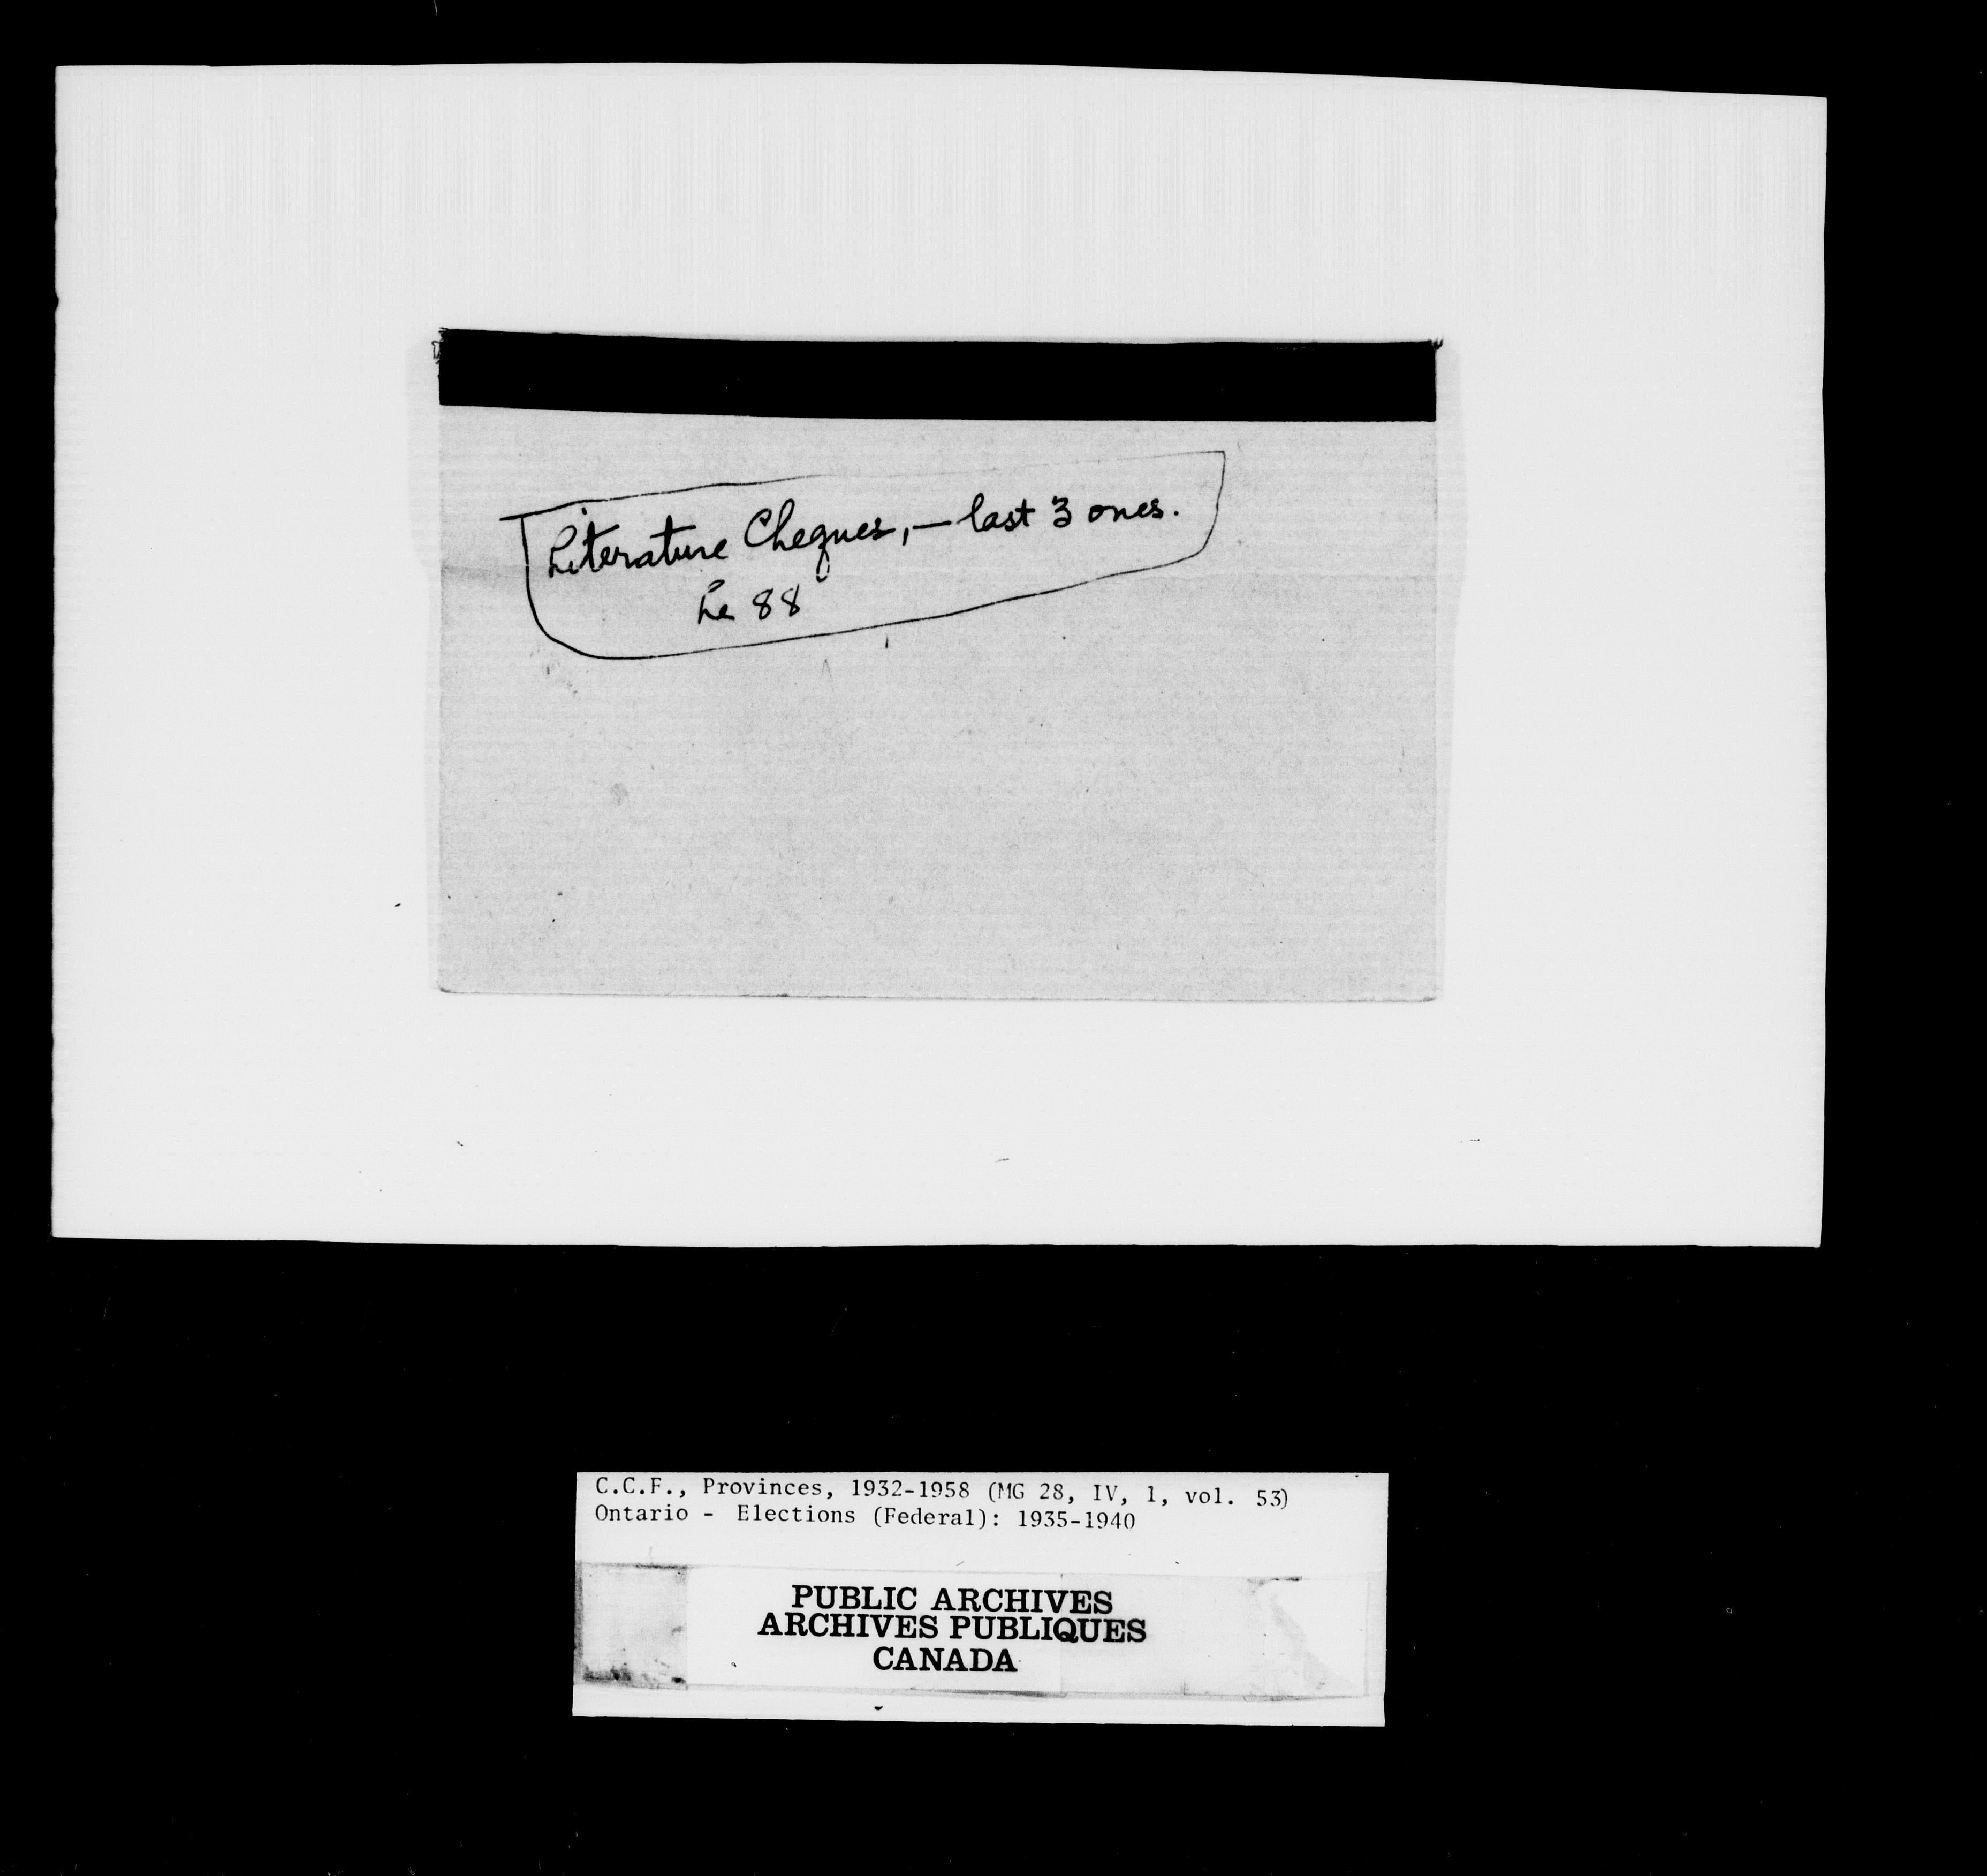 Literature Cheques, — last 3 ones.
Le 88
C.C.F., Provinces, 1932-1958 (MG 28, IV, 1, vol. 53)
Ontario - Elections (Federal): 1935-1940
PUBLIC ARCHIVES
ARCHIVES PUBLIQUES
CANADA